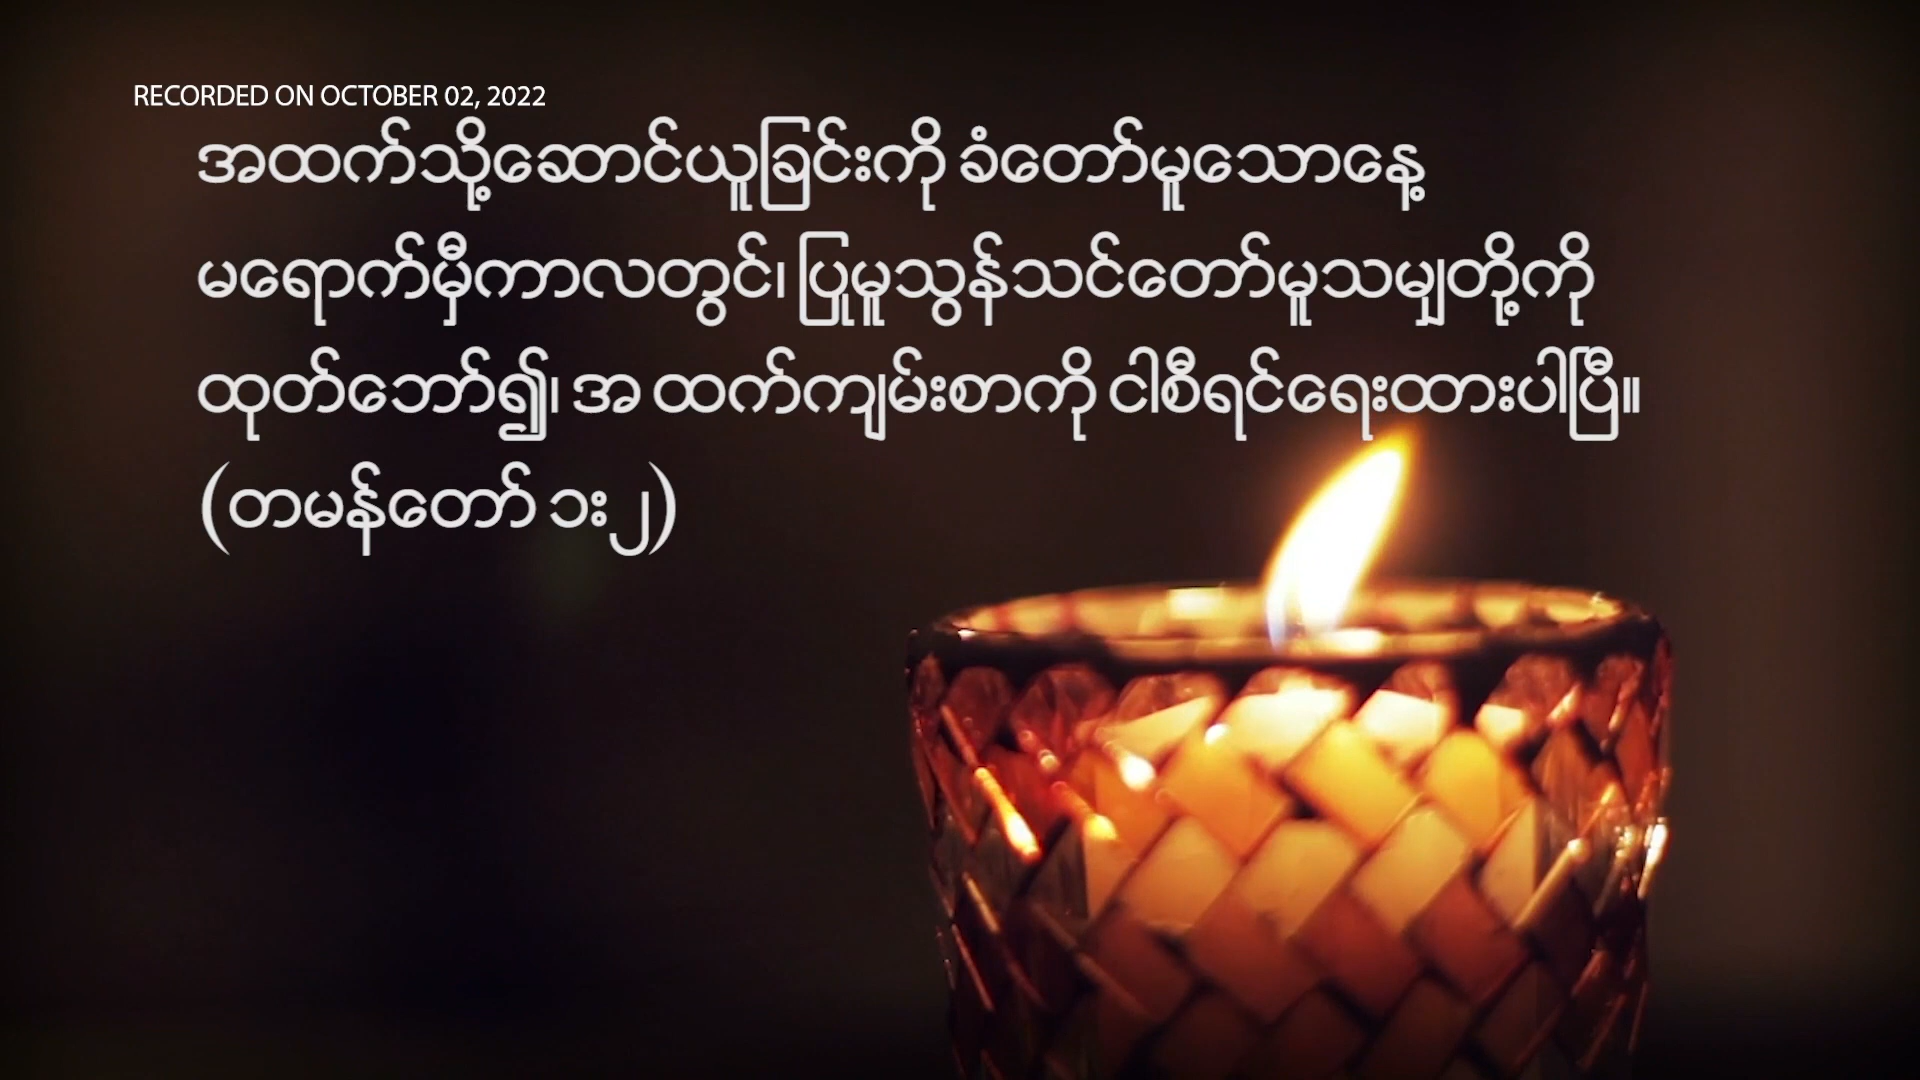 RECORDED ON OCTOBER 02, 2022
အထက်သို့ဆောင်ယူခြင်းကို ခံတော်မူသောနေ့
မရောက်မှီကာလတွင်၊ ပြုမူသွန်သင်တော်မူသမျှတို့ကို
ထုတ်ဘော်၍၊ အ ထက်ကျမ်းစာကို ငါစီရင်ရေးထားပါပြီ။
(တမန်တော် ၁း၂)